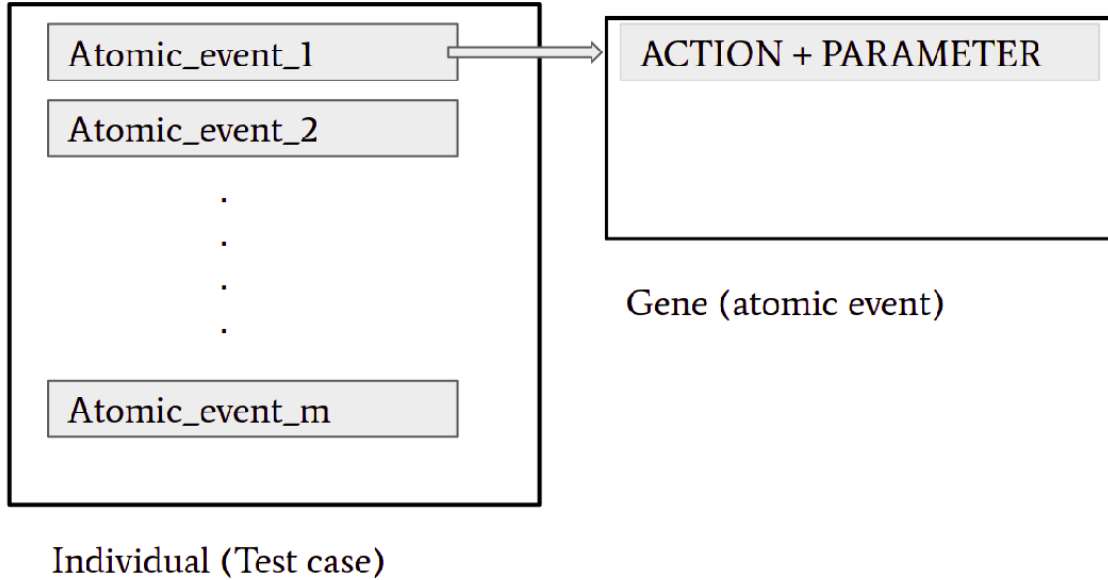 Atomic_event_1
ACTION + PARAMETER
Atomic_event_2
.
.
.
.
Gene (atomic event)
Atomic_event_m
Individual (Test case)